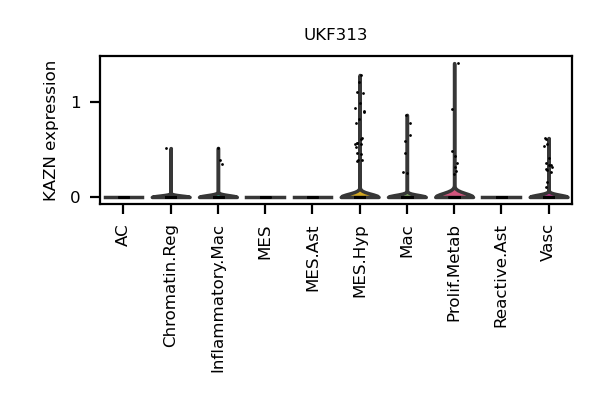 UKF313
KAZN expression
1
0
AC
Chromatin.Reg
Inflammatory.Mac
MES
MES.Ast
MES.Hyp
Mac
Prolif.Metab
Reactive.Ast
Vasc